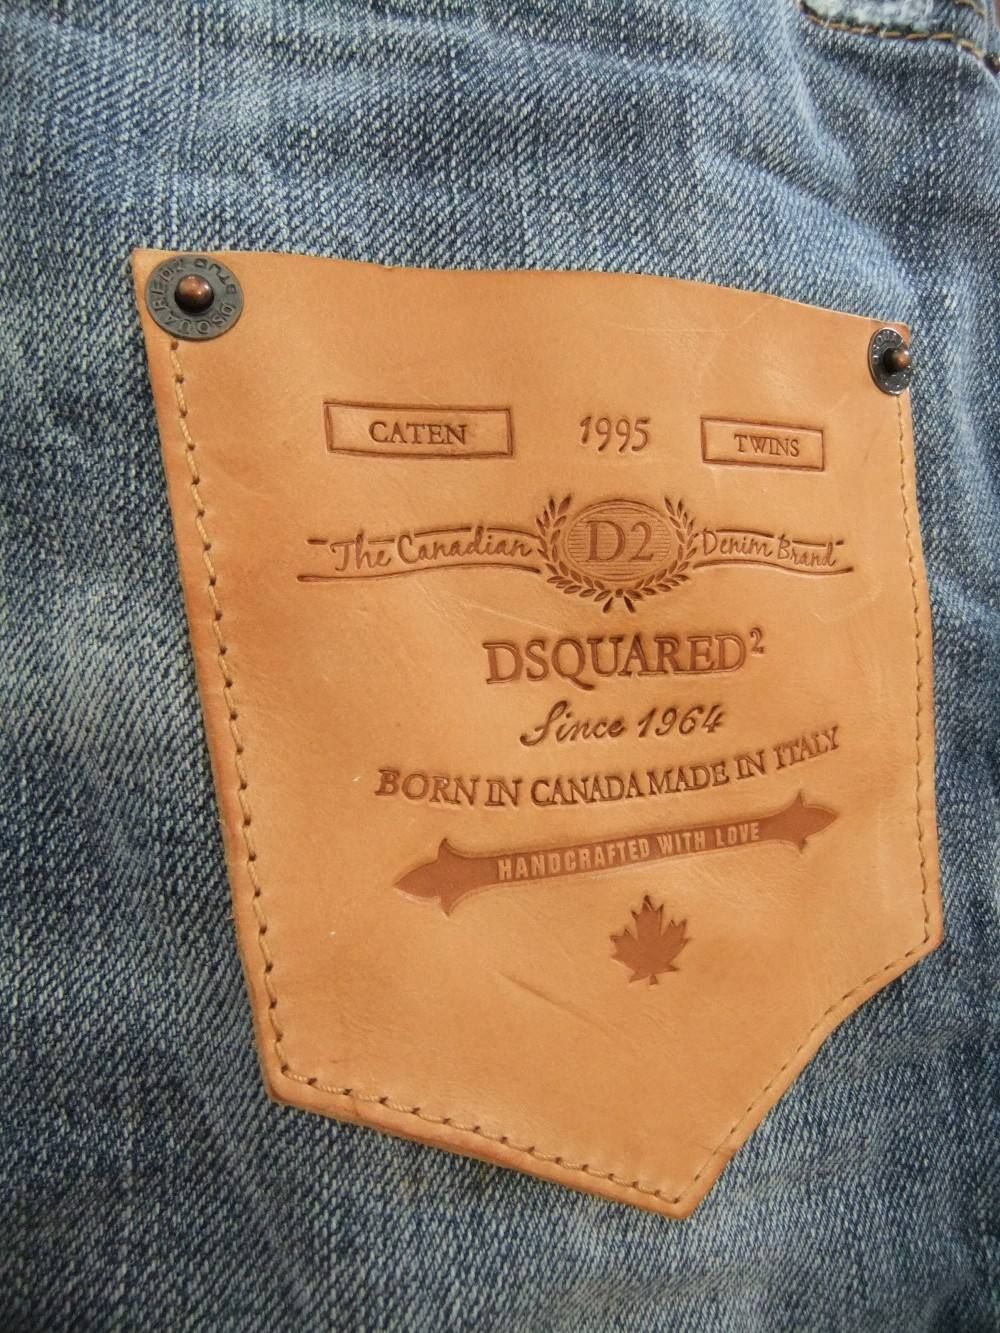 CATEN 1995 TWINS
The Canadian D2 Denim Brand
DSQUARED²
Since 1964
BORN IN CANADA MADE IN ITALY
HANDCRAFTED WITH LOVE